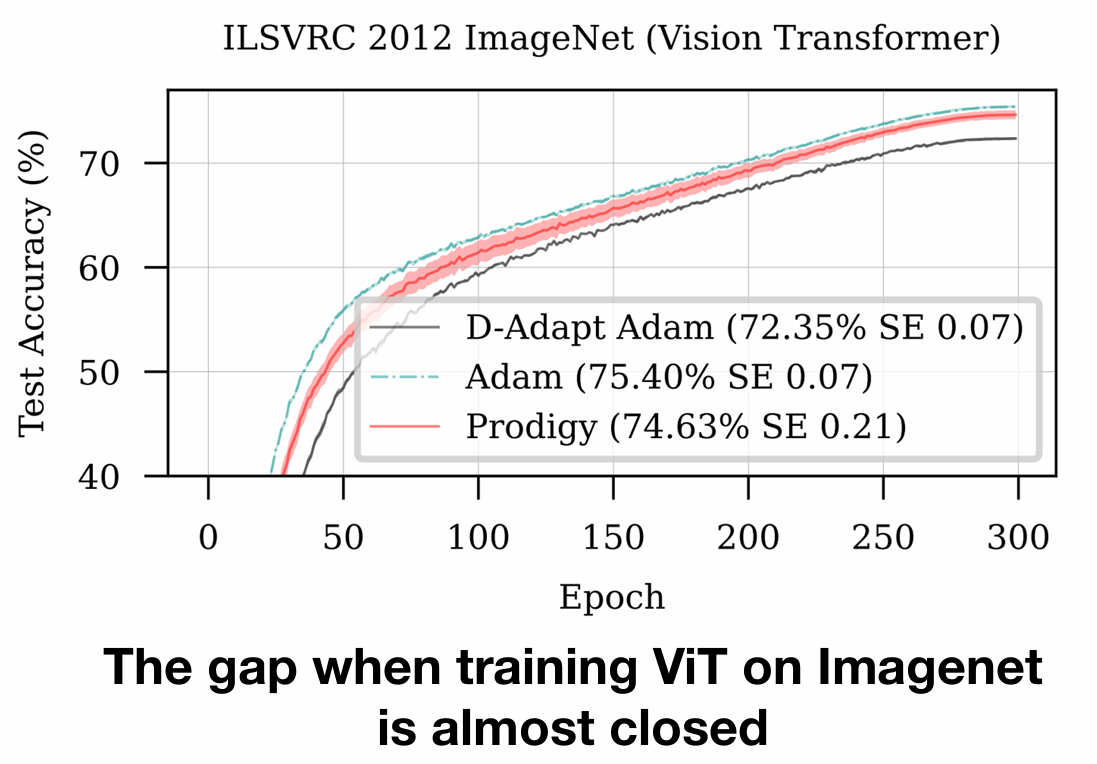 ILSVRC 2012 ImageNet (Vision Transformer)
Test Accuracy (%)
70
60
50
40
D-Adapt Adam (72.35% SE 0.07)
Adam (75.40% SE 0.07)
Prodigy (74.63% SE 0.21)
0 50 100 150 200 250 300
Epoch
The gap when training ViT on Imagenet
is almost closed